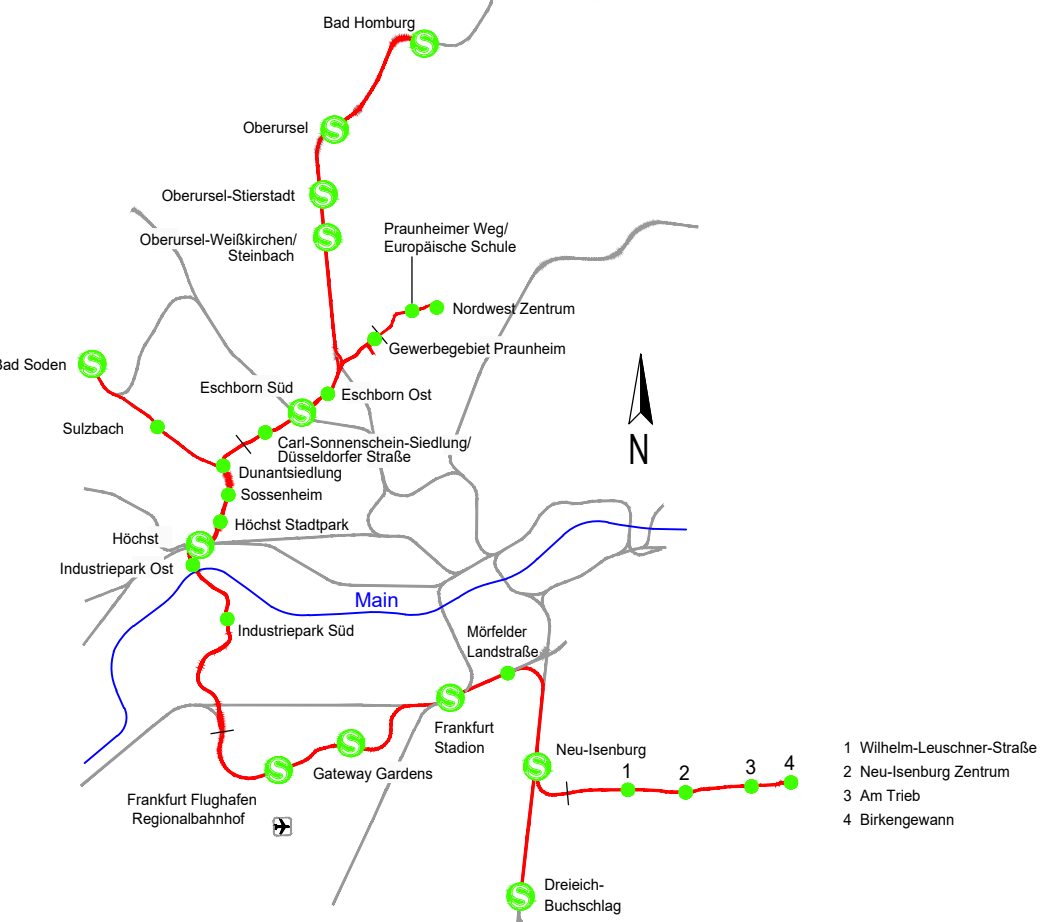 Bad Homburg
Oberursel
Oberursel-Stierstadt
Oberursel-Weißkirchen/
Steinbach
Praunheimer Weg/
Europäische Schule
Nordwest Zentrum
Gewerbegebiet Praunheim
Bad Soden
Eschborn Süd
Eschborn Ost
Sulzbach
Carl-Sonnenschein-Siedlung/
Düsseldorfer Straße
N
Dunantsiedlung
Sossenheim
Höchst Stadtpark
Höchst
Industriepark Ost
Main
Industriepark Süd
Mörfelder
Landstraße
Frankfurt
Stadion
Neu-Isenburg
Gateway Gardens
1 2 3 4
Frankfurt Flughafen
Regionalbahnhof
1 Wilhelm-Leuschner-Straße
2 Neu-Isenburg Zentrum
3 Am Trieb
4 Birkengewann
Dreieich-
Buchschlag